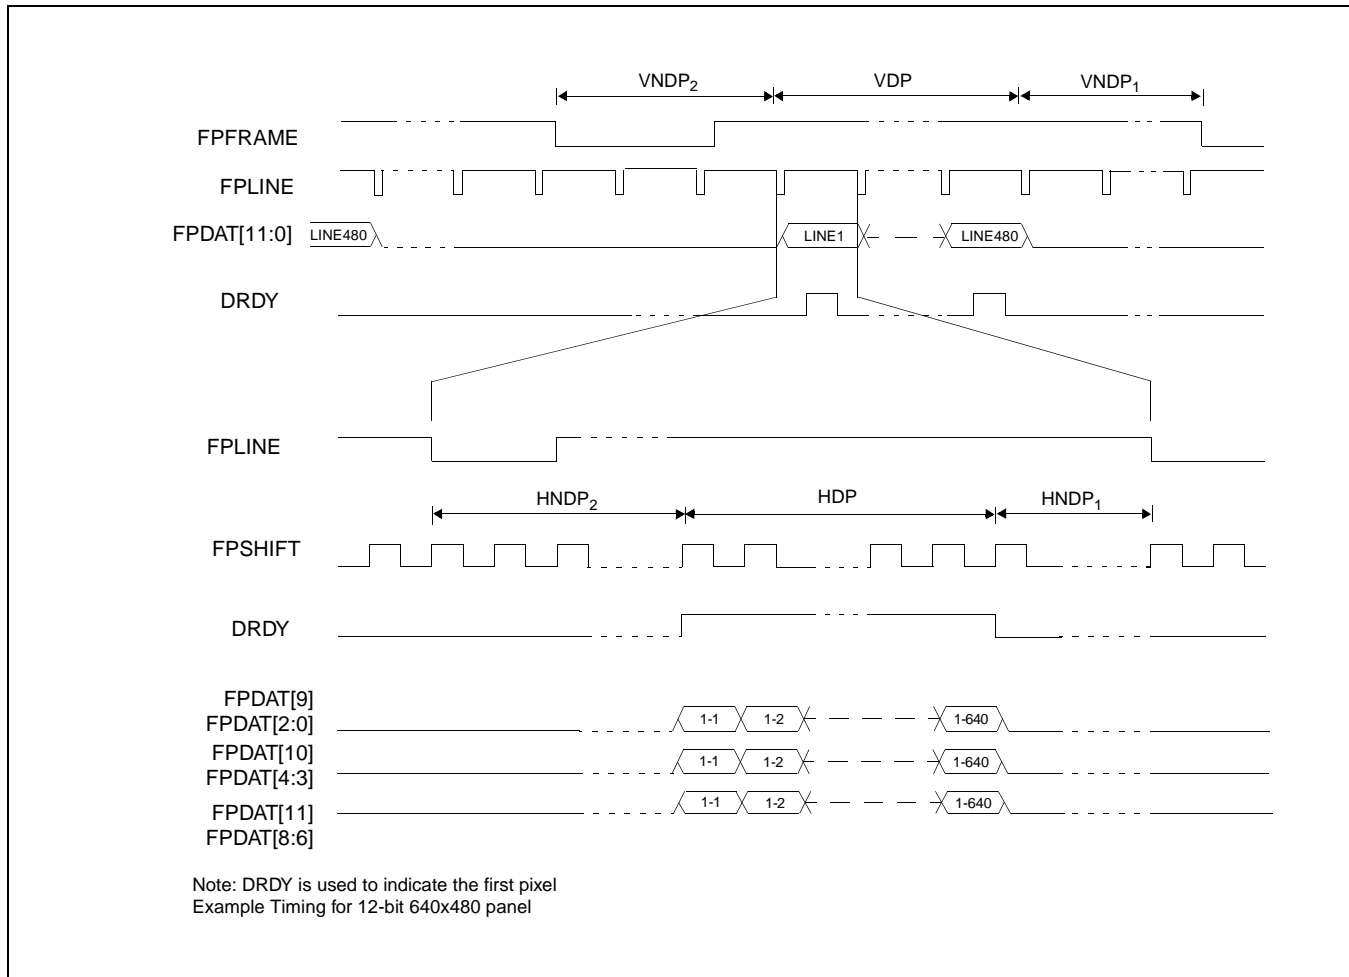 VNDP2 VDP VNDP1
FPFRAME
FPLINE
FPDAT[11:0] LINE480 LINE1 LINE480
DRDY
FPLINE
HNDP2 HDP HNDP1
FPSHIFT
DRDY
FPDAT[9]
FPDAT[2:0] 1-1 1-2 1-640
FPDAT[10]
FPDAT[4:3] 1-1 1-2 1-640
FPDAT[11] 1-1 1-2 1-640
FPDAT[8:6]
Note: DRDY is used to indicate the first pixel
Example Timing for 12-bit 640x480 panel